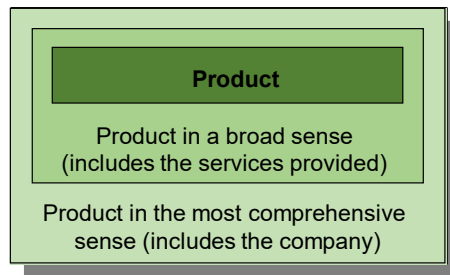 Product
Product in a broad sense
(includes the services provided)
Product in the most comprehensive
sense (includes the company)